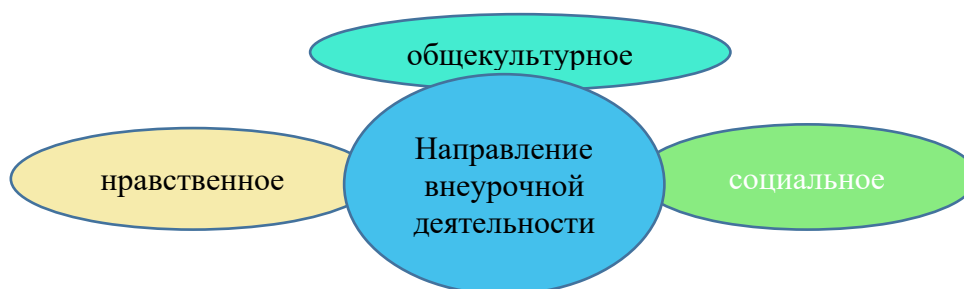 общекультурное
нравственное
Направление
внеурочной
деятельности
социальное